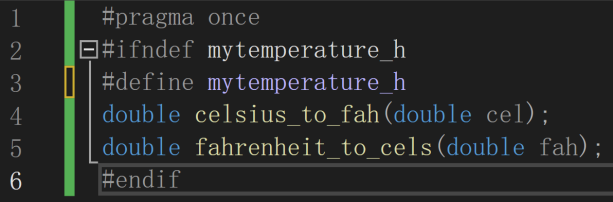 1 #pragma once
2 #ifndef mytemperature_h
3 #define mytemperature_h
4 double celsius_to_fah(double cel);
5 double fahrenheit_to_cels(double fah);
6 #endif